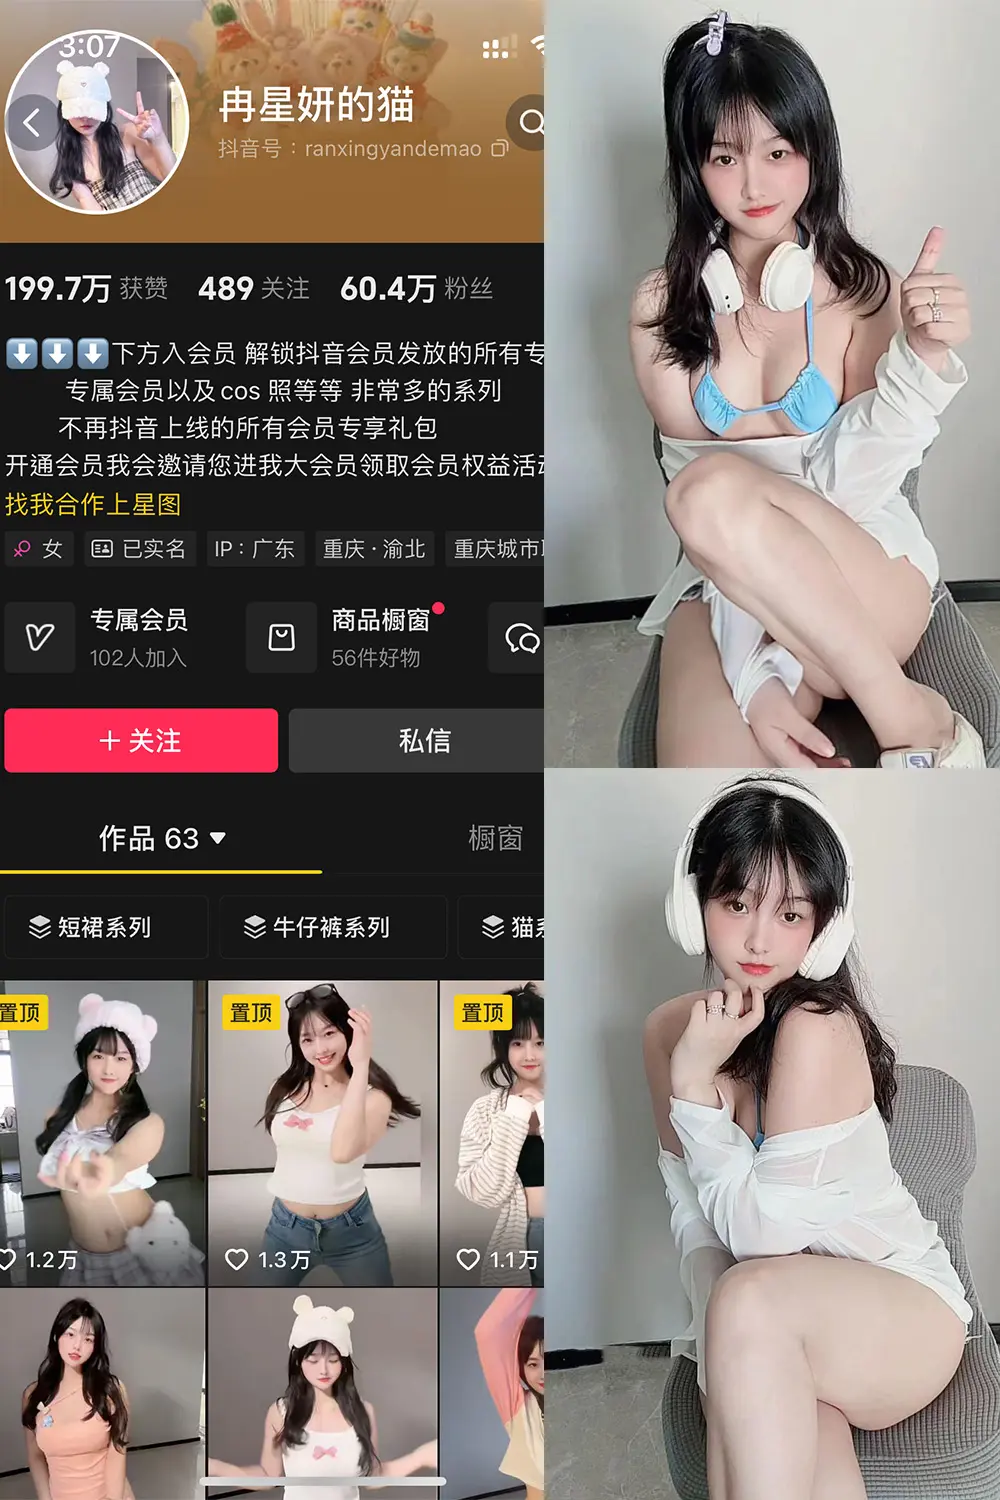 3:07
冉星妍的猫
抖音号：ranxingyandemao
199.7万 获赞 489 关注 60.4万 粉丝
⬇️⬇️⬇️下方入会员 解锁抖音会员发放的所有专
专属会员以及cos 照等等 非常多的系列
不再抖音上线的所有会员专享礼包
开通会员我会邀请您进我大会员领取会员权益活动
找我合作上星图
女 已实名 IP：广东 重庆·渝北 重庆城市
专属会员 商品橱窗
102人加入 56件好物
+ 关注 私信
作品 63 橱窗
短裙系列 牛仔裤系列 猫
置顶 置顶 置顶
1.2万 1.3万 1.1万